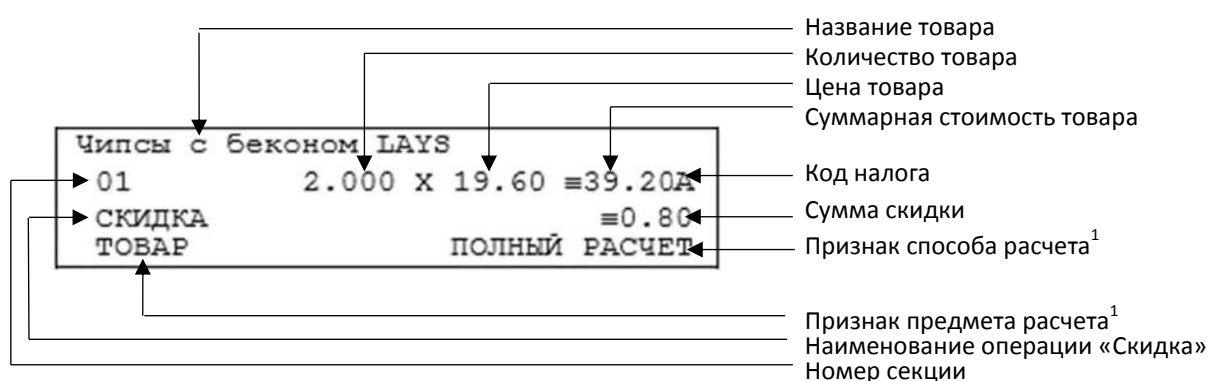 Название товара
Количество товара
Цена товара
Суммарная стоимость товара
Чипсы с беконом LAYS
01 2.000 X 19.60 ≡39.20А
Код налога
СКИДКА ≡0.80
Сумма скидки
ТОВАР ПОЛНЫЙ РАСЧЕТ
Признак способа расчета¹
Признак предмета расчета¹
Наименование операции «Скидка»
Номер секции